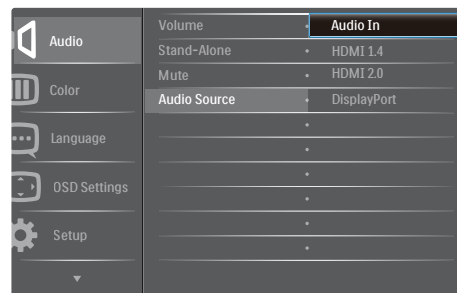 Audio
Color
Language
OSD Settings
Setup
Volume
Stand-Alone
Mute
Audio Source
Audio In
HDMI 1.4
HDMI 2.0
DisplayPort